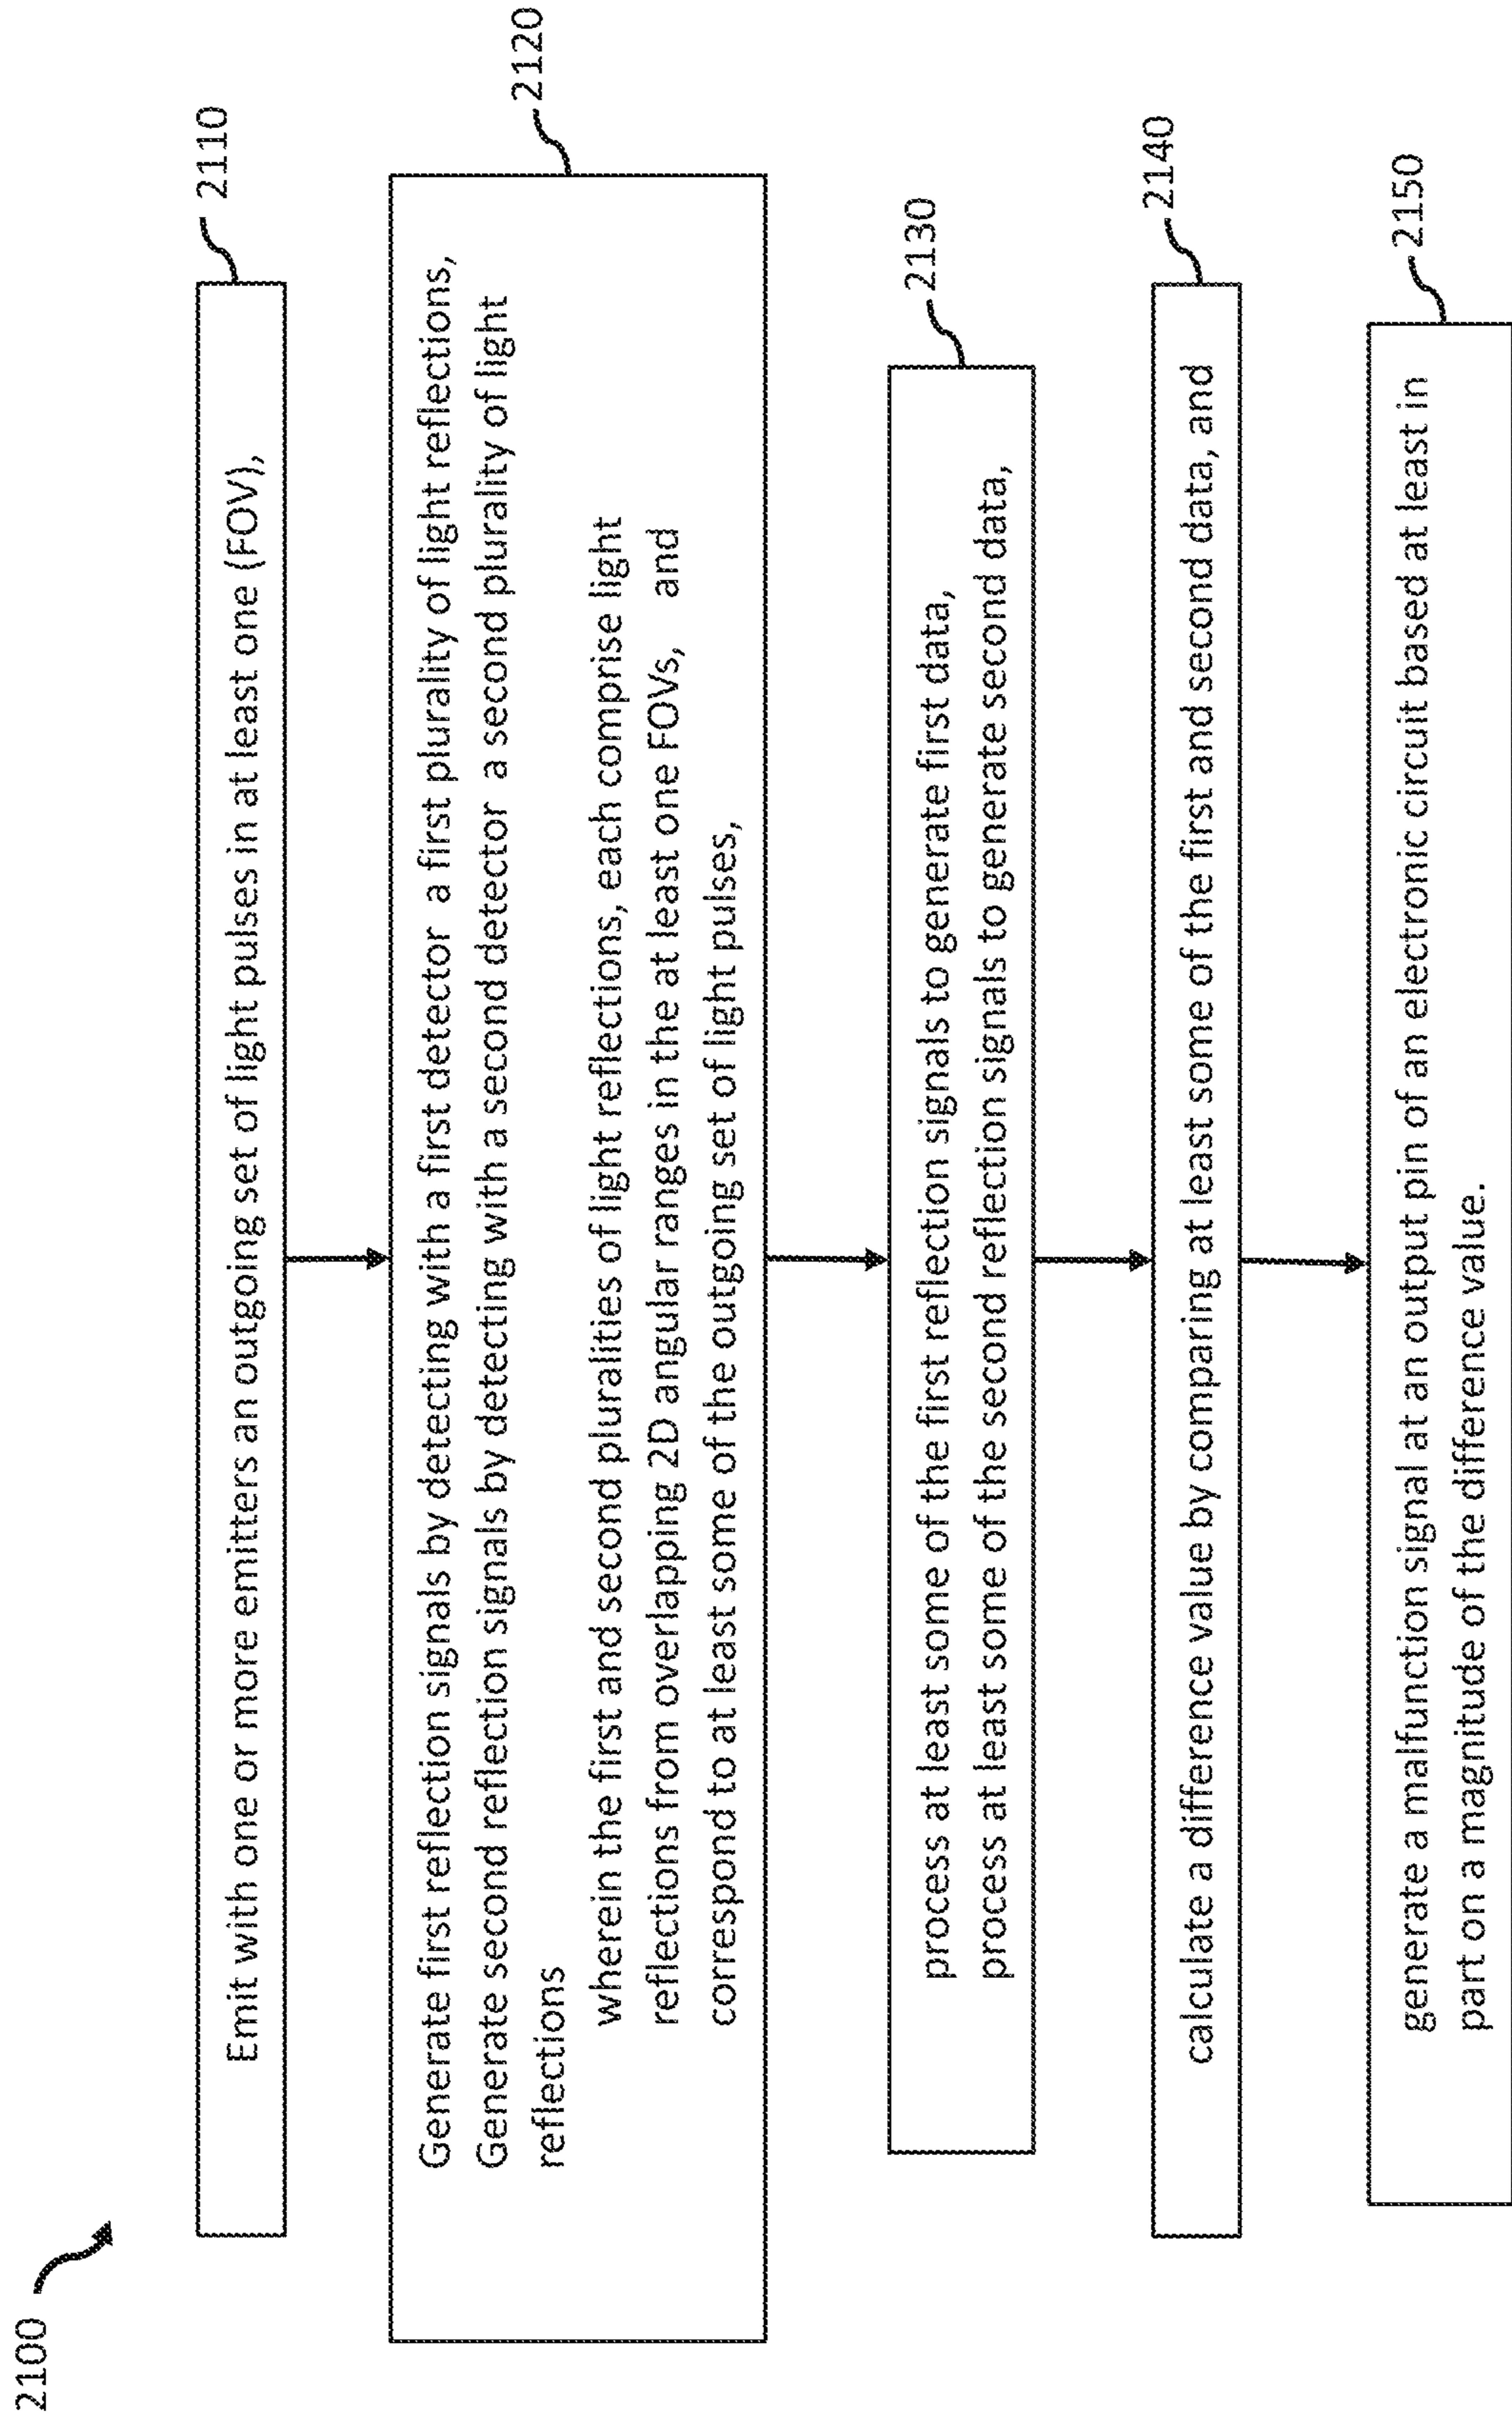 2100
2110
Emit with one or more emitters an outgoing set of light pulses in at least one (FOV),
2120
Generate first reflection signals by detecting with a first detector a first plurality of light reflections,
Generate second reflection signals by detecting with a second detector a second plurality of light
reflections
wherein the first and second pluralities of light reflections, each comprise light
reflections from overlapping 2D angular ranges in the at least one FOVs, and
correspond to at least some of the outgoing set of light pulses,
2130
process at least some of the first reflection signals to generate first data,
process at least some of the second reflection signals to generate second data,
2140
calculate a difference value by comparing at least some of the first and second data, and
2150
generate a malfunction signal at an output pin of an electronic circuit based at least in
part on a magnitude of the difference value.